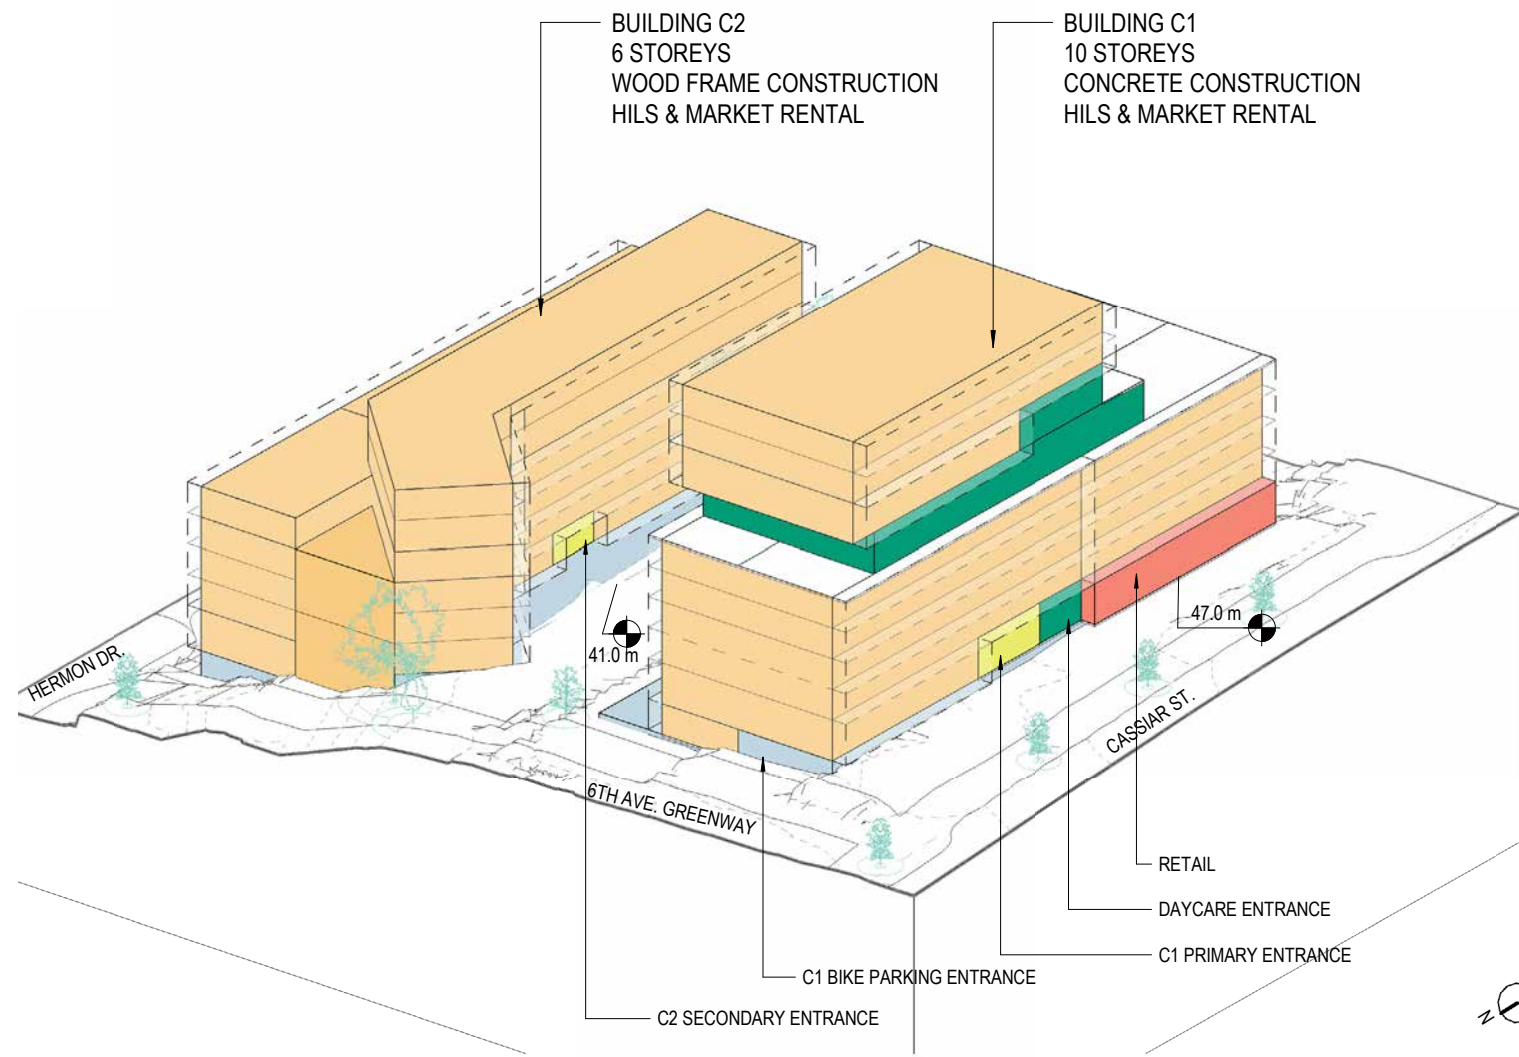 BUILDING C2
6 STOREYS
WOOD FRAME CONSTRUCTION
HILS & MARKET RENTAL
BUILDING C1
10 STOREYS
CONCRETE CONSTRUCTION
HILS & MARKET RENTAL
47.0 m
41.0 m
HERMON DR.
CASSIAR ST.
6TH AVE. GREENWAY
RETAIL
DAYCARE ENTRANCE
C1 PRIMARY ENTRANCE
C1 BIKE PARKING ENTRANCE
C2 SECONDARY ENTRANCE
N